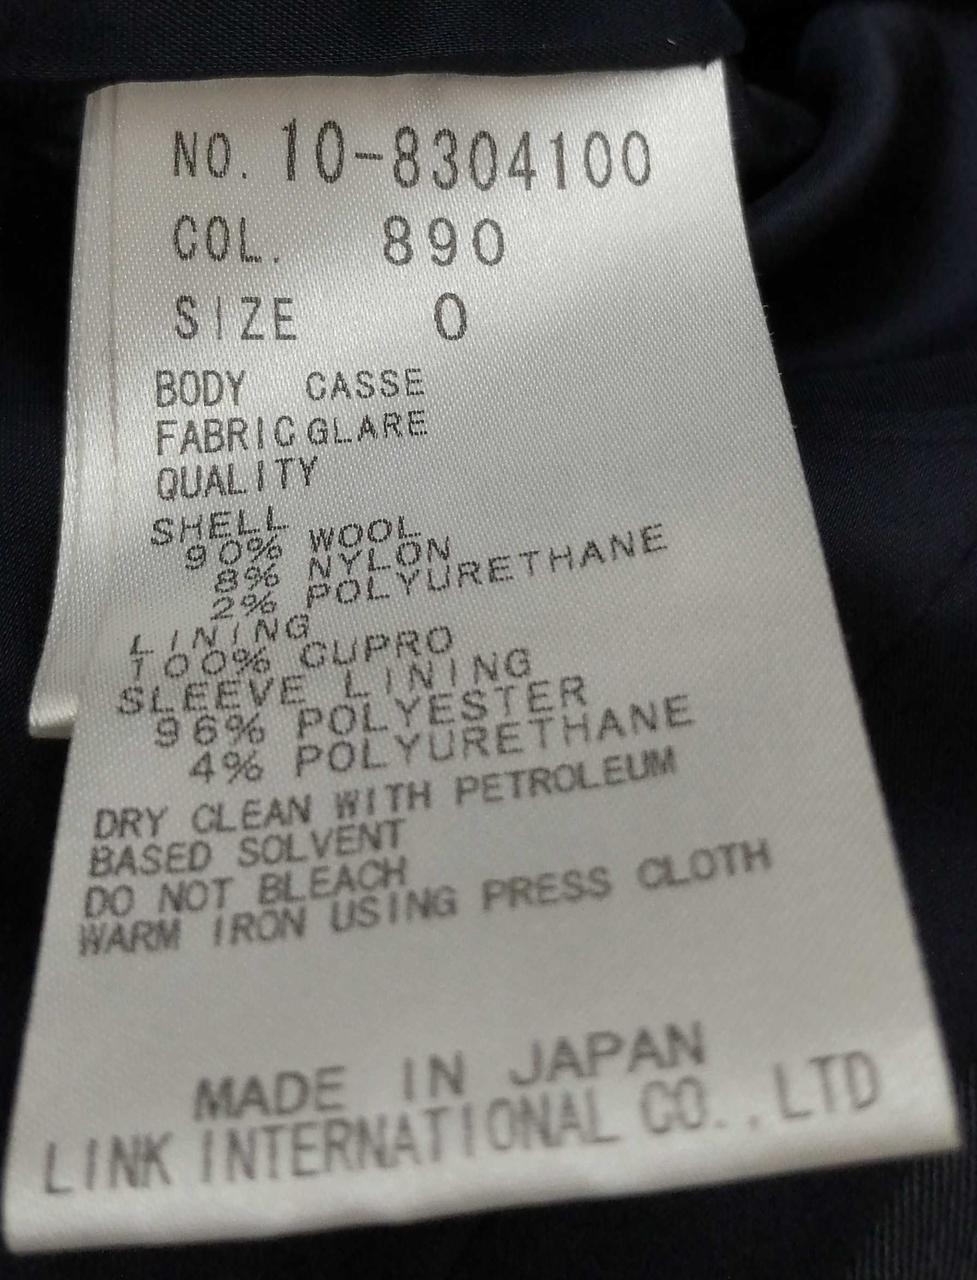 NO. 10-8304100
COL. 890
SIZE 0
BODY CASSE
FABRIC GLARE
QUALITY
SHELL
90% WOOL
8% NYLON
2% POLYURETHANE
LINING
100% CUPRO
SLEEVE LINING
96% POLYESTER
4% POLYURETHANE
DRY CLEAN WITH PETROLEUM
BASED SOLVENT
DO NOT BLEACH
WARM IRON USING PRESS CLOTH
MADE IN JAPAN
LINK INTERNATIONAL CO.,LTD